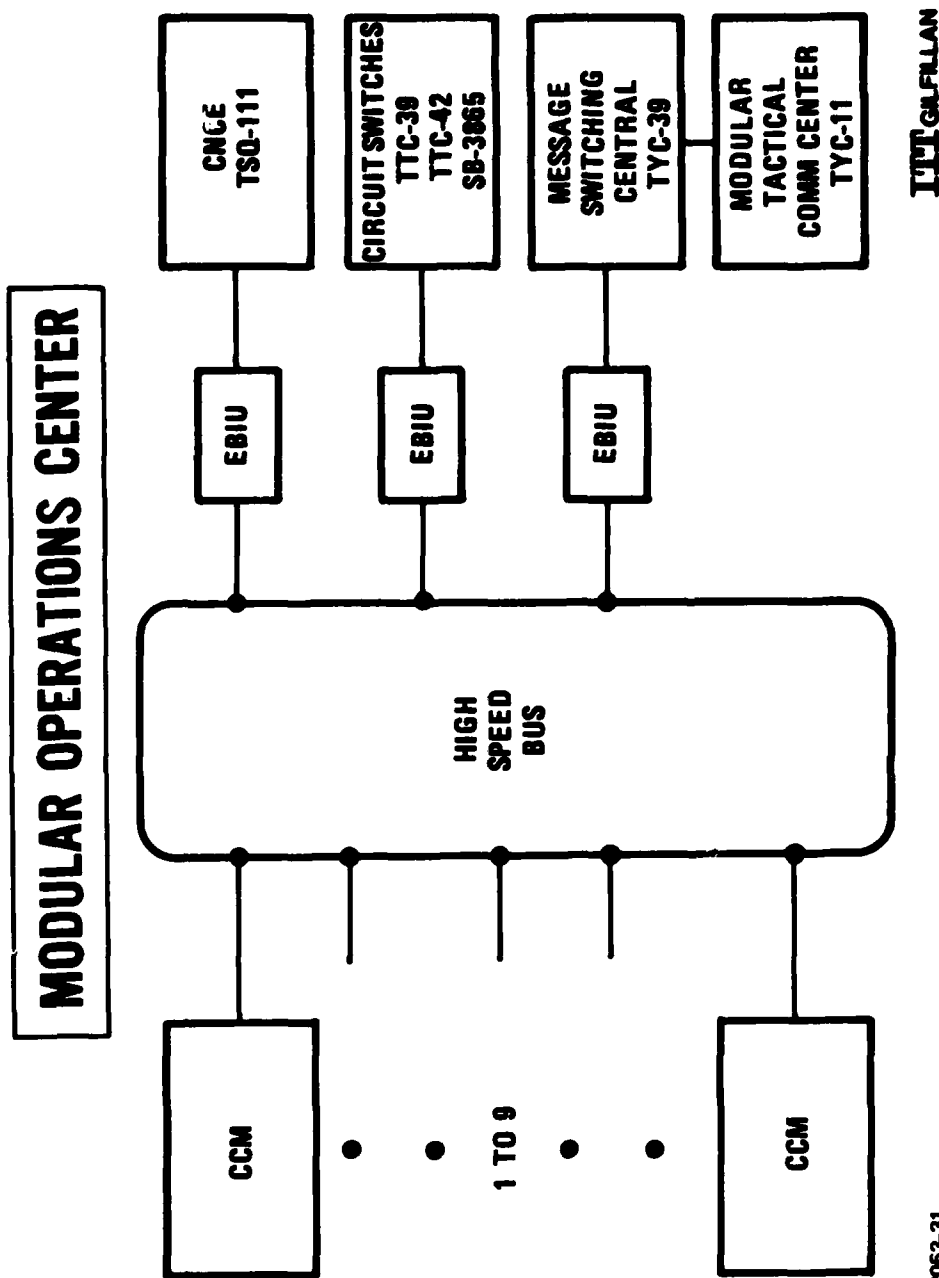 MODULAR OPERATIONS CENTER
CCM
1 TO 9
CCM
HIGH
SPEED
BUS
EBIU
EBIU
EBIU
CNCE
TSQ-111
CIRCUIT SWITCHES
TTC-39
TTC-42
SB-3865
MESSAGE
SWITCHING
CENTRAL
TYC-39
MODULAR
TACTICAL
COMM CENTER
TYC-11
ITT GILFILLAN